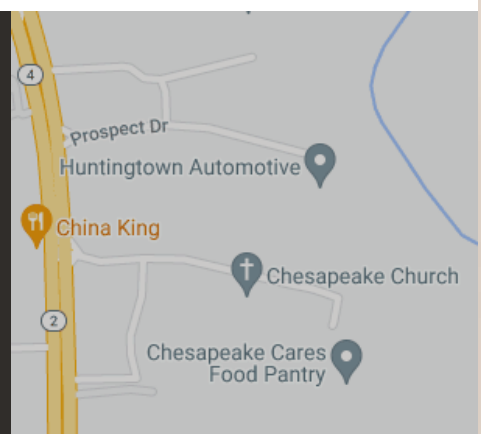 4
Prospect Dr
Huntingtown Automotive
China King
Chesapeake Church
2
Chesapeake Cares
Food Pantry